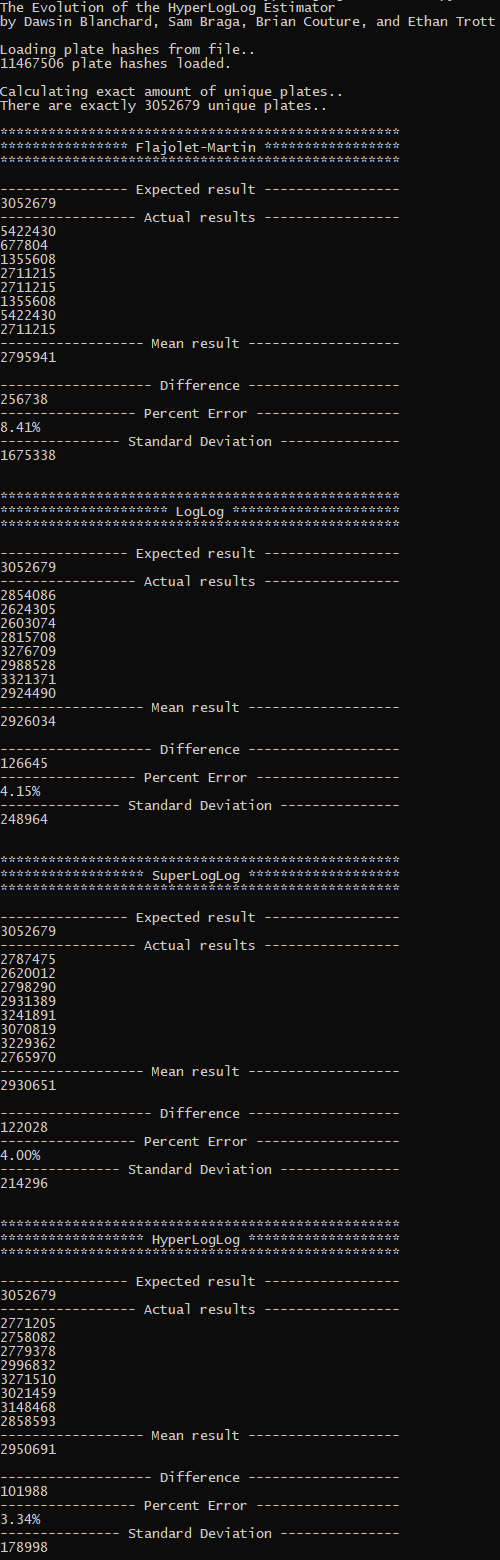 The Evolution of the HyperLogLog Estimator
by Dawsin Blanchard, Sam Braga, Brian Couture, and Ethan Trott
Loading plate hashes from file..
11467506 plate hashes loaded.
Calculating exact amount of unique plates..
There are exactly 3052679 unique plates..
**************************************************
**************** Flajolet-Martin *****************
**************************************************
---------------- Expected result -----------------
3052679
----------------- Actual results -----------------
5422430
677804
1355608
2711215
2711215
1355608
5422430
2711215
------------------ Mean result -------------------
2795941
------------------- Difference -------------------
256738
----------------- Percent Error ------------------
8.41%
--------------- Standard Deviation ---------------
1675338
**************************************************
********************* LogLog *********************
**************************************************
---------------- Expected result -----------------
3052679
----------------- Actual results -----------------
2854086
2624305
2603074
2815708
3276709
2988528
3321371
2924490
------------------ Mean result -------------------
2926034
------------------- Difference -------------------
126645
----------------- Percent Error ------------------
4.15%
--------------- Standard Deviation ---------------
248964
**************************************************
****************** SuperLogLog *******************
**************************************************
---------------- Expected result -----------------
3052679
----------------- Actual results -----------------
2787475
2620012
2798290
2931389
3241891
3070819
3229362
2765970
------------------ Mean result -------------------
2930651
------------------- Difference -------------------
122028
----------------- Percent Error ------------------
4.00%
--------------- Standard Deviation ---------------
214296
**************************************************
****************** HyperLogLog *******************
**************************************************
---------------- Expected result -----------------
3052679
----------------- Actual results -----------------
2771205
2758082
2779378
2996832
3271510
3021459
3148468
2858593
------------------ Mean result -------------------
2950691
------------------- Difference -------------------
101988
----------------- Percent Error ------------------
3.34%
--------------- Standard Deviation ---------------
178998